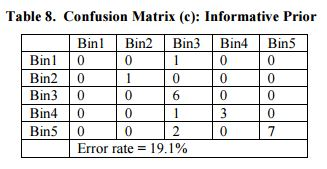 Table 8. Confusion Matrix (c): Informative Prior
Bin1 Bin2 Bin3 Bin4 Bin5
Bin1 0 0 1 0 0
Bin2 0 1 0 0 0
Bin3 0 0 6 0 0
Bin4 0 0 1 3 0
Bin5 0 0 2 0 7
Error rate = 19.1%